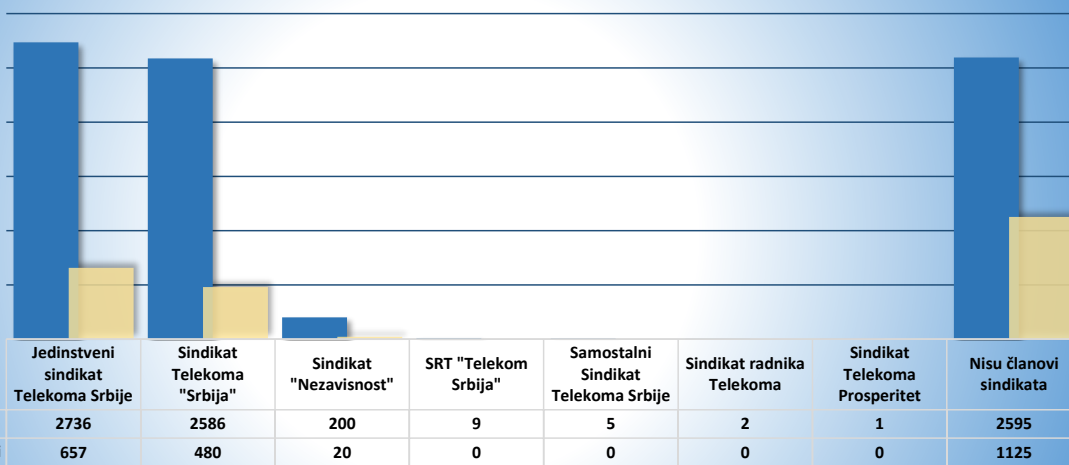 Jedinstveni
sindikat
Telekoma Srbije
Sindikat
Telekoma
"Srbija"
Sindikat
"Nezavisnost"
SRT "Telekom
Srbija"
Samostalni
Sindikat
Telekoma Srbije
Sindikat radnika
Telekoma
Sindikat
Telekoma
Prosperitet
Nisu članovi
sindikata
2736 2586 200 9 5 2 1 2595
657 480 20 0 0 0 0 1125